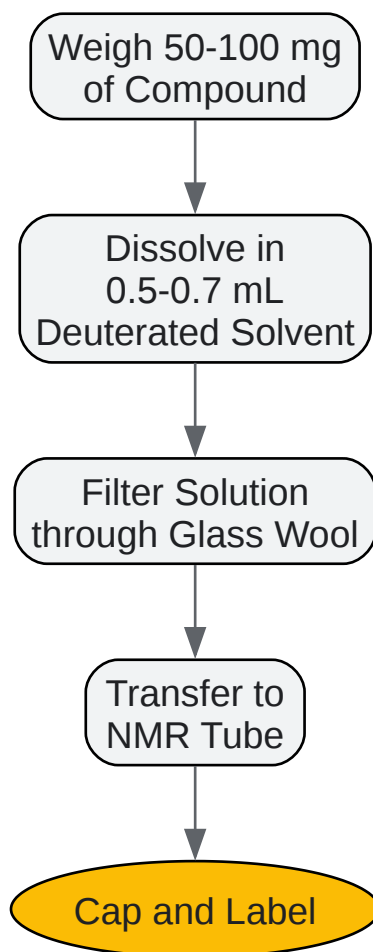 Weigh 50-100 mg
of Compound
Dissolve in
0.5-0.7 mL
Deuterated Solvent
Filter Solution
through Glass Wool
Transfer to
NMR Tube
Cap and Label